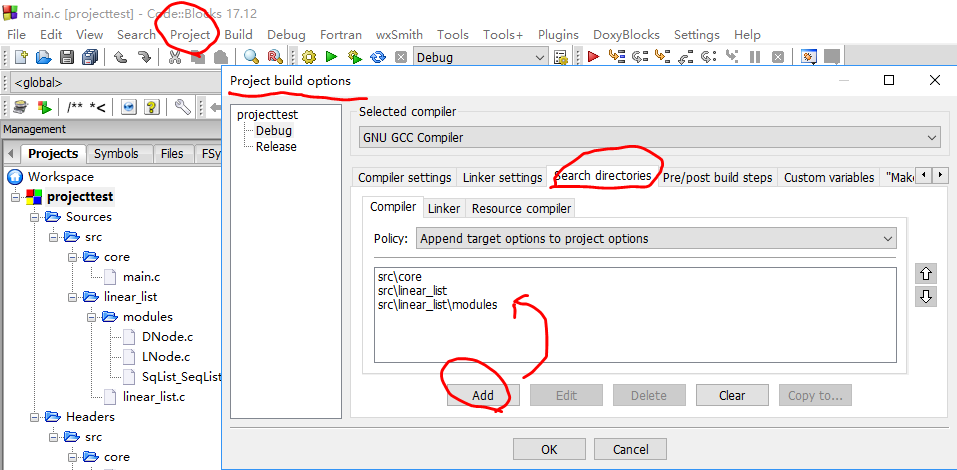 main.c [projecttest] - Code::Blocks 17.12
File Edit View Search Project Build Debug Fortran wxSmith Tools Tools+ Plugins DoxyBlocks Settings Help
Debug
<global>
Project build options
/** *<
Management
Projects Symbols Files FSy
Workspace
projecttest
Sources
src
core
main.c
linear_list
modules
DNode.c
LNode.c
SqList_SeqList
linear_list.c
Headers
src
core
projecttest
Debug
Release
Selected compiler
GNU GCC Compiler
Compiler settings Linker settings Search directories Pre/post build steps Custom variables "Make
Compiler Linker Resource compiler
Policy: Append target options to project options
src\core
src\linear_list
src\linear_list\modules
Add Edit Delete Clear Copy to...
OK Cancel